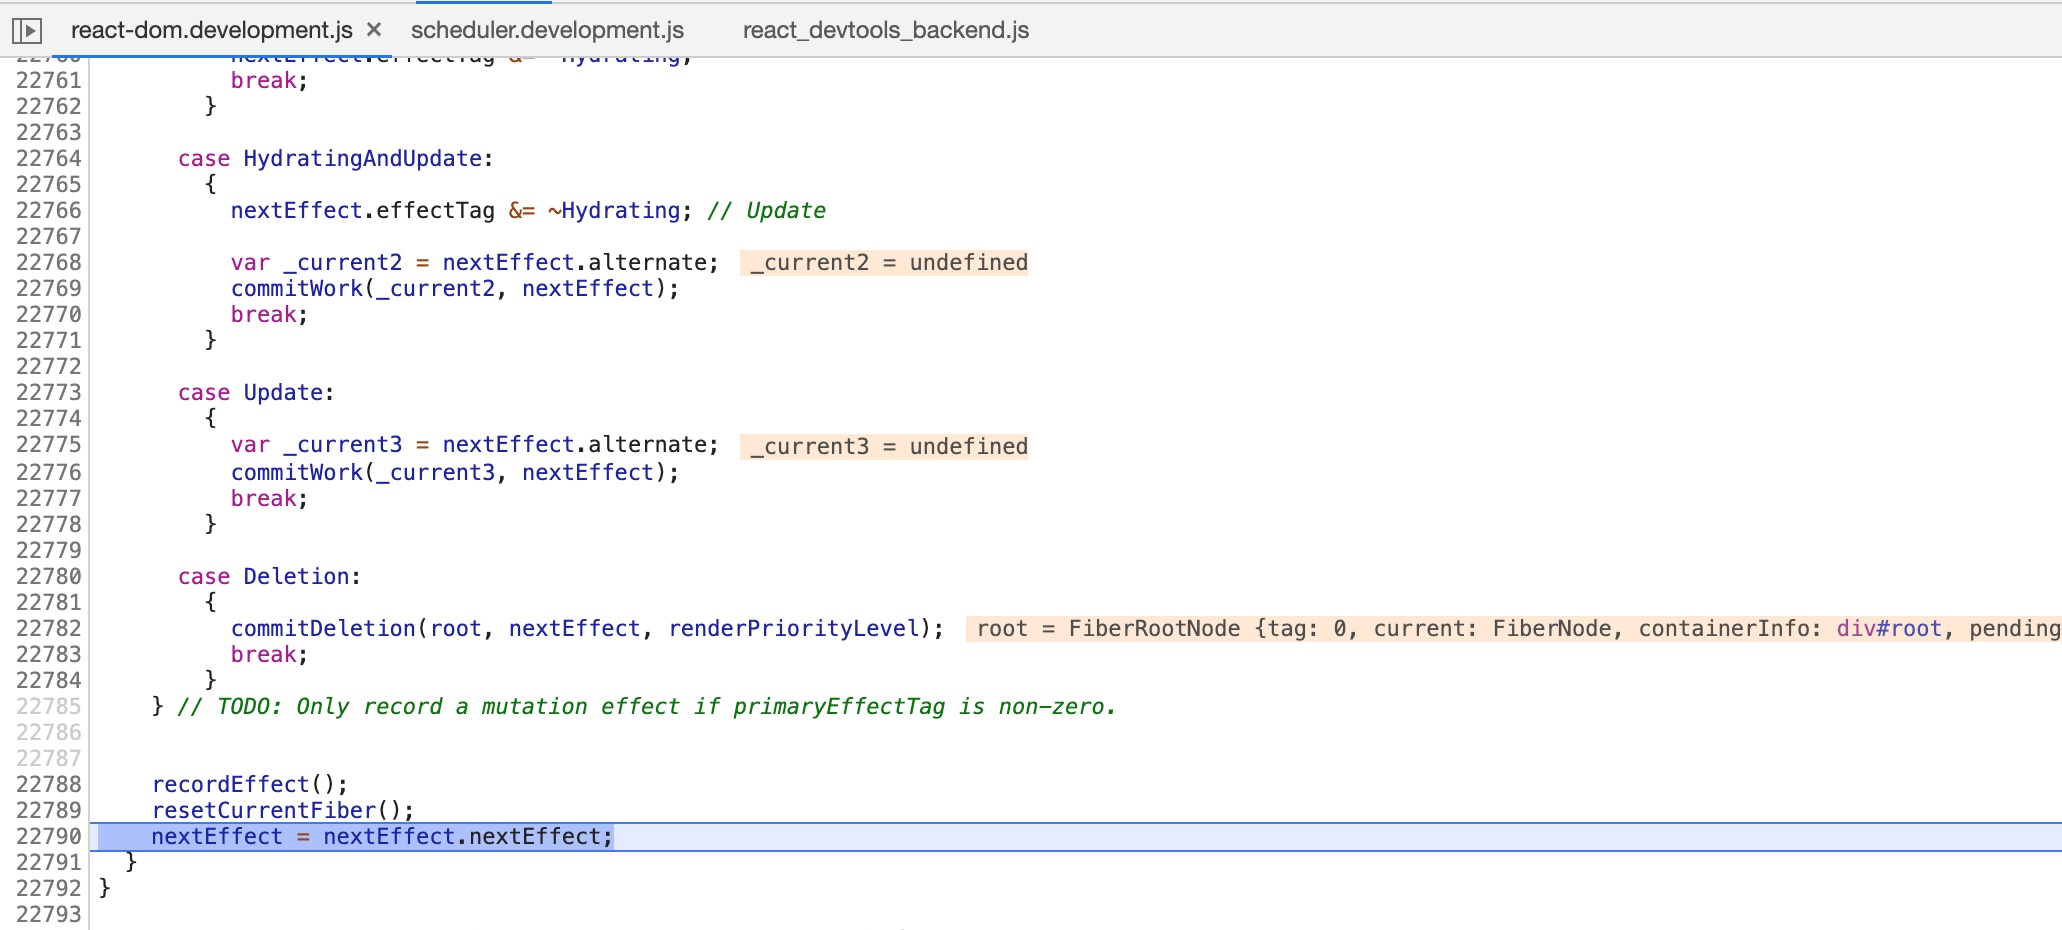 react-dom.development.js × scheduler.development.js react_devtools_backend.js
22760 nextEffect.effectTag &= ~Hydrating;
22761 break;
22762 }
22763
22764 case HydratingAndUpdate:
22765 {
22766 nextEffect.effectTag &= ~Hydrating; // Update
22767
22768 var _current2 = nextEffect.alternate; _current2 = undefined
22769 commitWork(_current2, nextEffect);
22770 break;
22771 }
22772
22773 case Update:
22774 {
22775 var _current3 = nextEffect.alternate; _current3 = undefined
22776 commitWork(_current3, nextEffect);
22777 break;
22778 }
22779
22780 case Deletion:
22781 {
22782 commitDeletion(root, nextEffect, renderPriorityLevel); root = FiberRootNode {tag: 0, current: FiberNode, containerInfo: div#root, pending
22783 break;
22784 }
22785 } // TODO: Only record a mutation effect if primaryEffectTag is non-zero.
22786
22787
22788 recordEffect();
22789 resetCurrentFiber();
22790 nextEffect = nextEffect.nextEffect;
22791 }
22792 }
22793